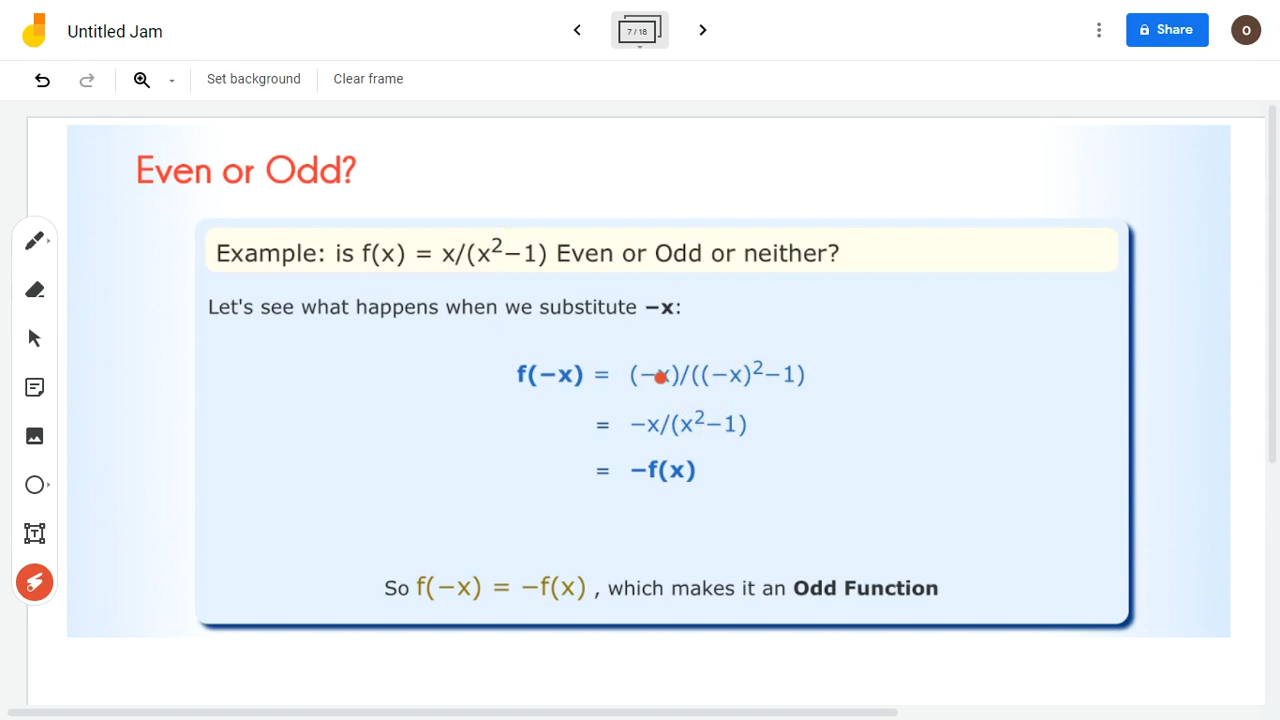 Untitled Jam
7 / 18
Share
O
Set background
Clear frame
Even or Odd?
Example: is f(x) = x/(x²−1) Even or Odd or neither?
Let's see what happens when we substitute −x:
f(−x) = (−x)/((−x)²−1)
= −x/(x²−1)
= −f(x)
So f(−x) = −f(x) , which makes it an Odd Function